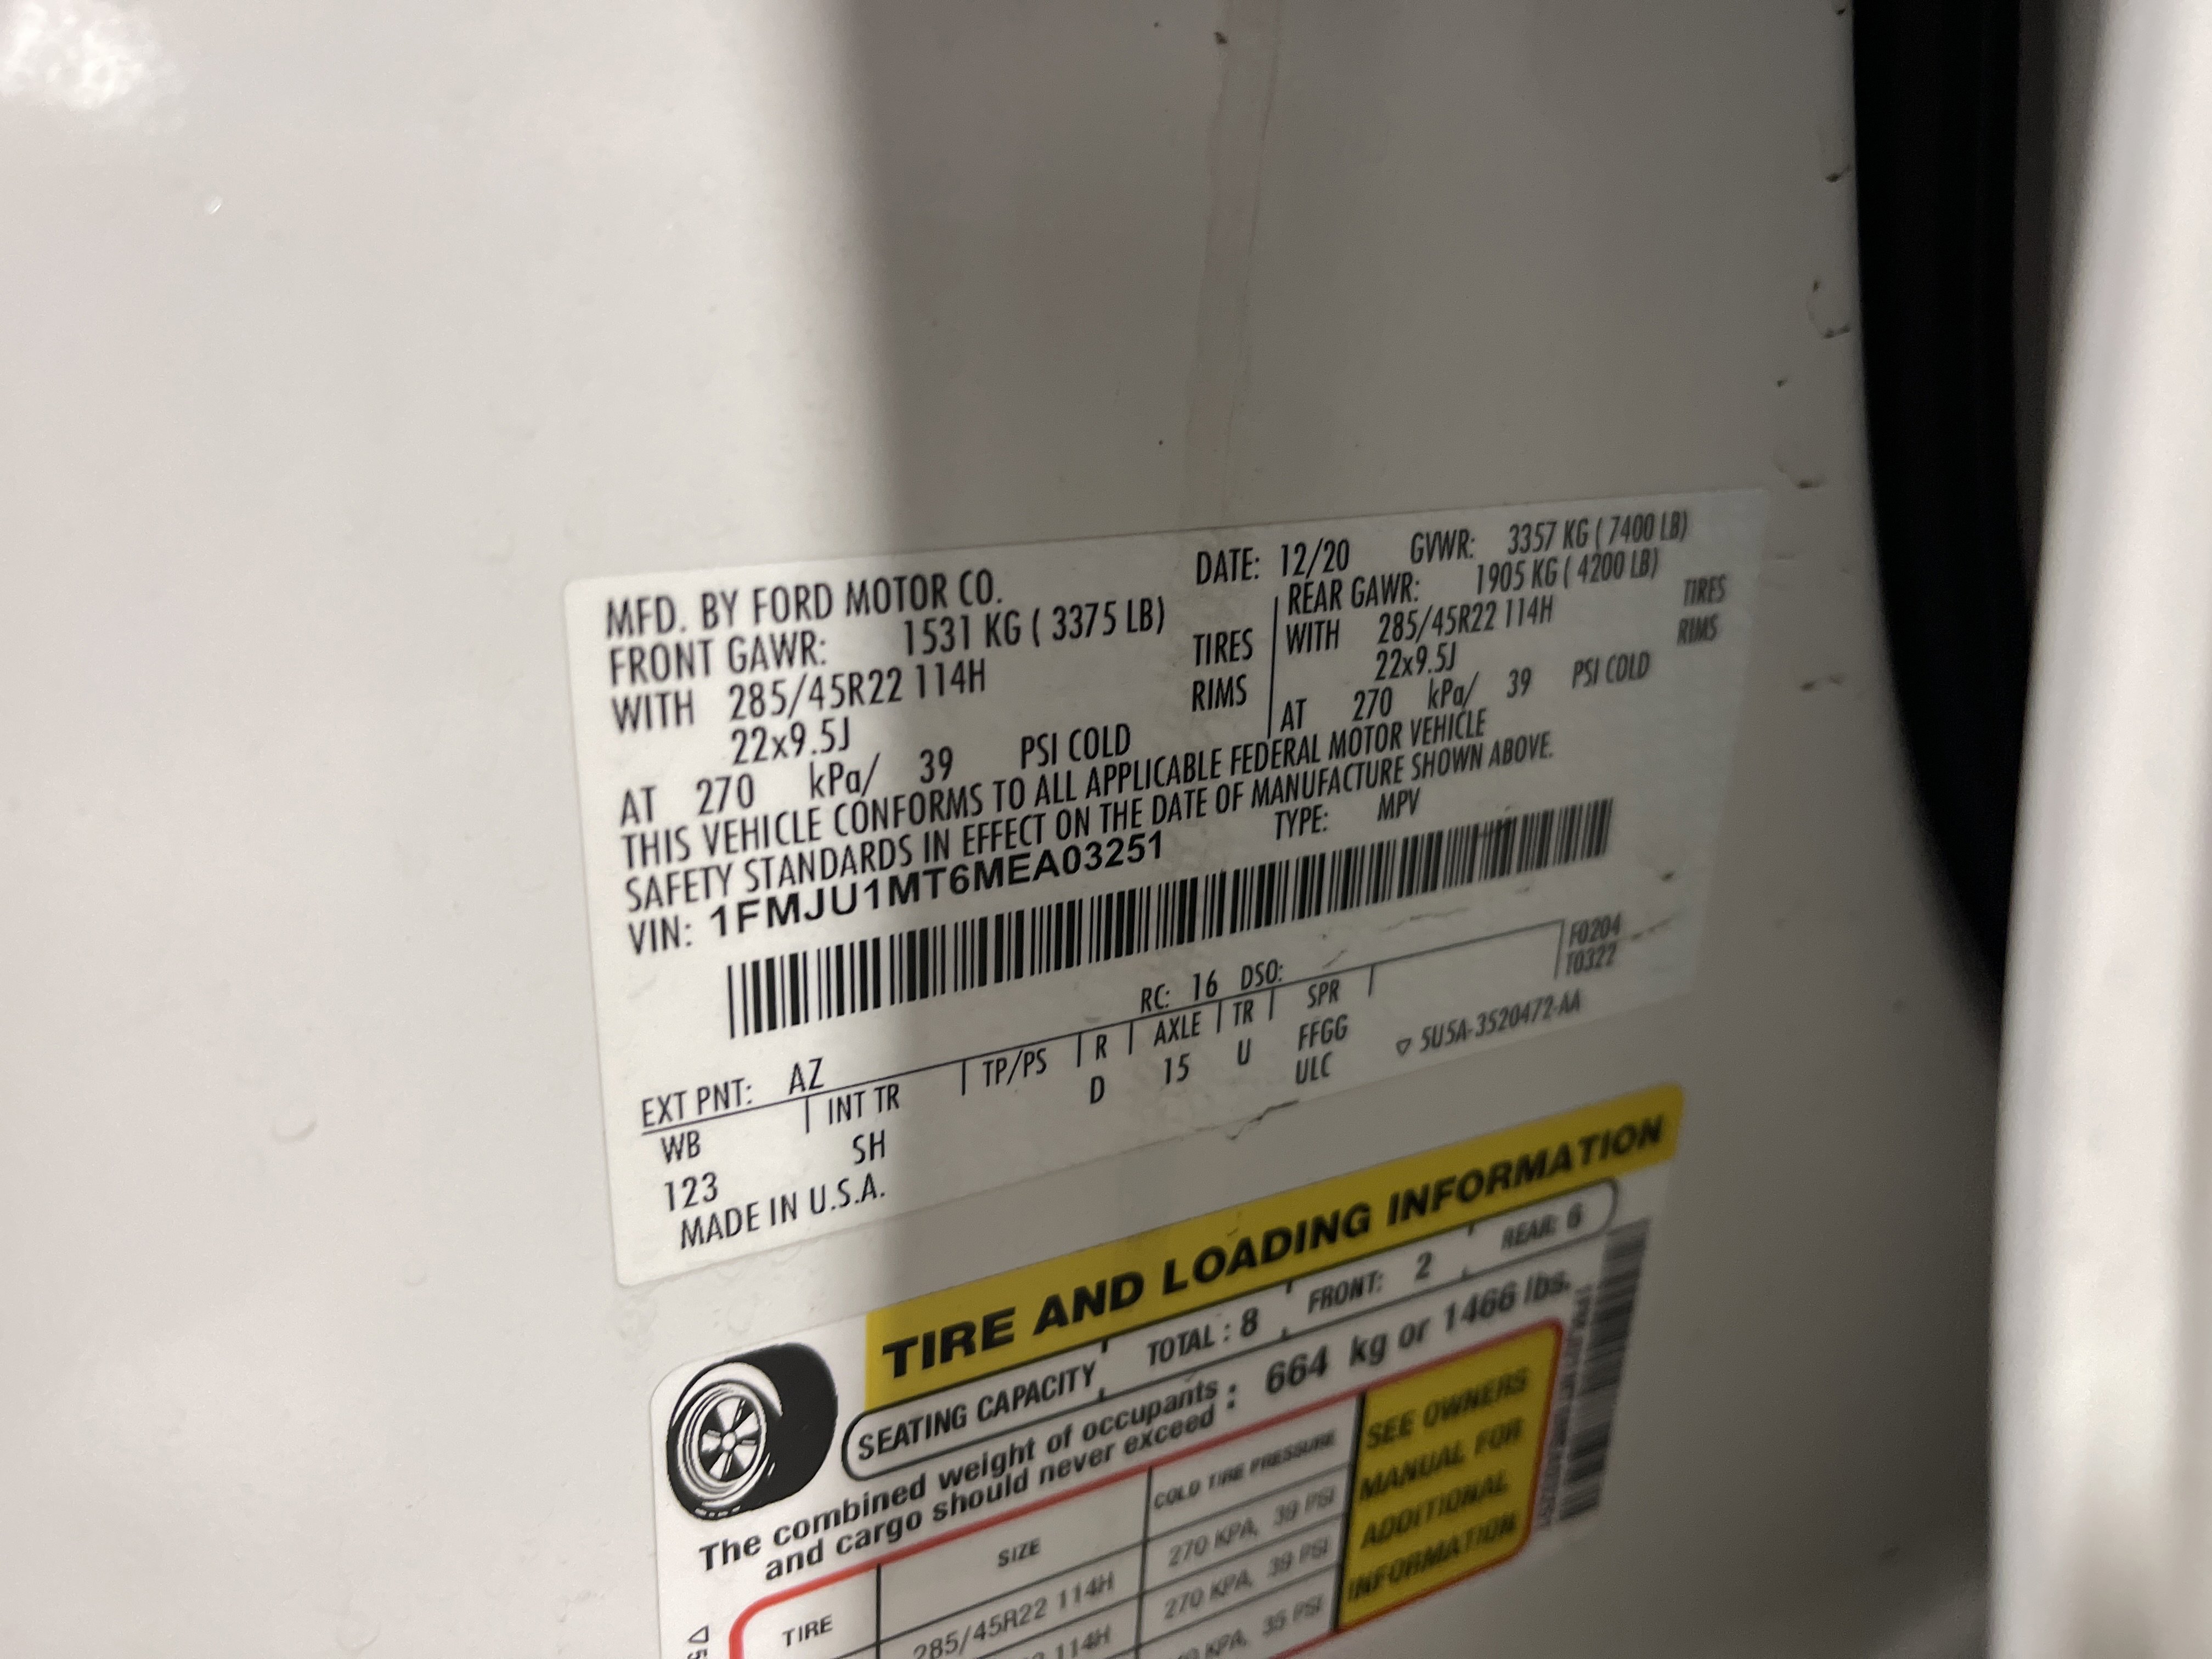 MFD. BY FORD MOTOR CO. DATE: 12/20 GVWR: 3357 KG ( 7400 LB)
FRONT GAWR: 1531 KG ( 3375 LB) REAR GAWR: 1905 KG ( 4200 LB)
WITH 285/45R22 114H TIRES WITH 285/45R22 114H TIRES
22x9.5J RIMS 22x9.5J RIMS
AT 270 kPa/ 39 PSI COLD AT 270 kPa/ 39 PSI COLD
THIS VEHICLE CONFORMS TO ALL APPLICABLE FEDERAL MOTOR VEHICLE
SAFETY STANDARDS IN EFFECT ON THE DATE OF MANUFACTURE SHOWN ABOVE.
VIN: 1FMJU1MT6MEA03251 TYPE: MPV
F0204
T0322
EXT PNT: AZ RC: 16 DSO:
WB INT TR TP/PS R AXLE TR SPR
123 SH D 15 U FFGG
ULC
MADE IN U.S.A. 5U5A-3520472-AA
TIRE AND LOADING INFORMATION
SEATING CAPACITY TOTAL : 8 FRONT: 2 REAR: 6
The combined weight of occupants
and cargo should never exceed : 664 kg or 1466 lbs.
TIRE SIZE COLD TIRE PRESSURE
285/45R22 114H 270 KPA, 39 PSI
114H 270 KPA, 39 PSI
KPA, 35 PSI
SEE OWNERS
MANUAL FOR
ADDITIONAL
INFORMATION